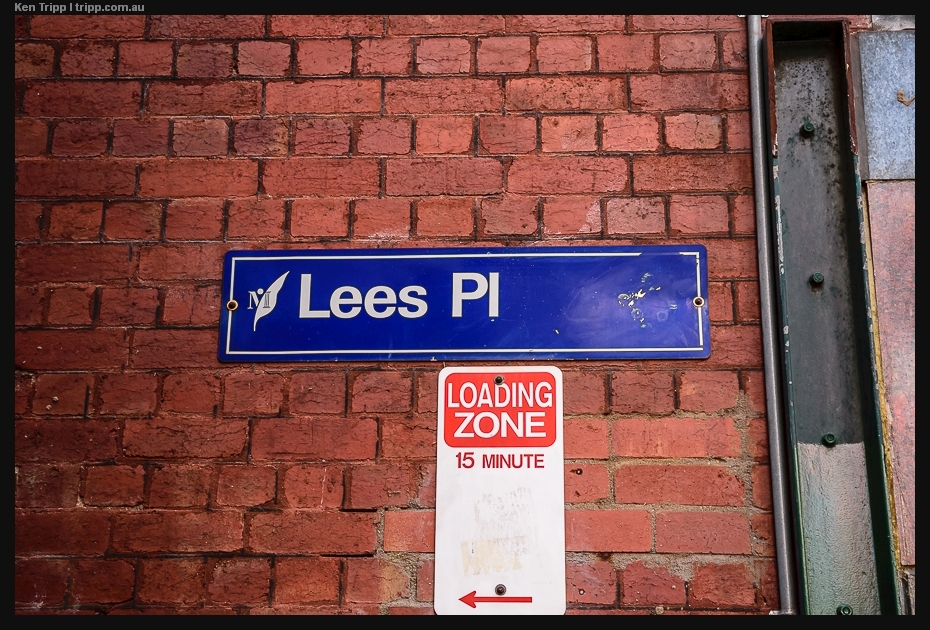 Ken Tripp | tripp.com.au
M
Lees Pl
LOADING
ZONE
15 MINUTE